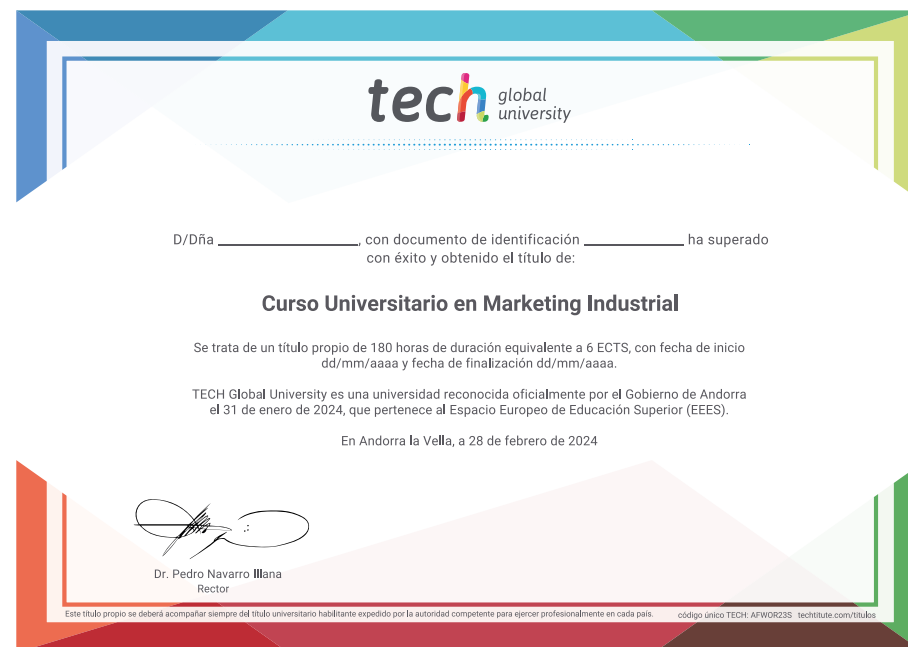 tech global university
D/Dña ________________, con documento de identificación ____________ ha superado
con éxito y obtenido el título de:
Curso Universitario en Marketing Industrial
Se trata de un título propio de 180 horas de duración equivalente a 6 ECTS, con fecha de inicio
dd/mm/aaaa y fecha de finalización dd/mm/aaaa.
TECH Global University es una universidad reconocida oficialmente por el Gobierno de Andorra
el 31 de enero de 2024, que pertenece al Espacio Europeo de Educación Superior (EEES).
En Andorra la Vella, a 28 de febrero de 2024
Dr. Pedro Navarro Illana
Rector
Este título propio se deberá acompañar siempre del título universitario habilitante expedido por la autoridad competente para ejercer profesionalmente en cada país.
código único TECH: AFWOR23S techtitute.com/titulos